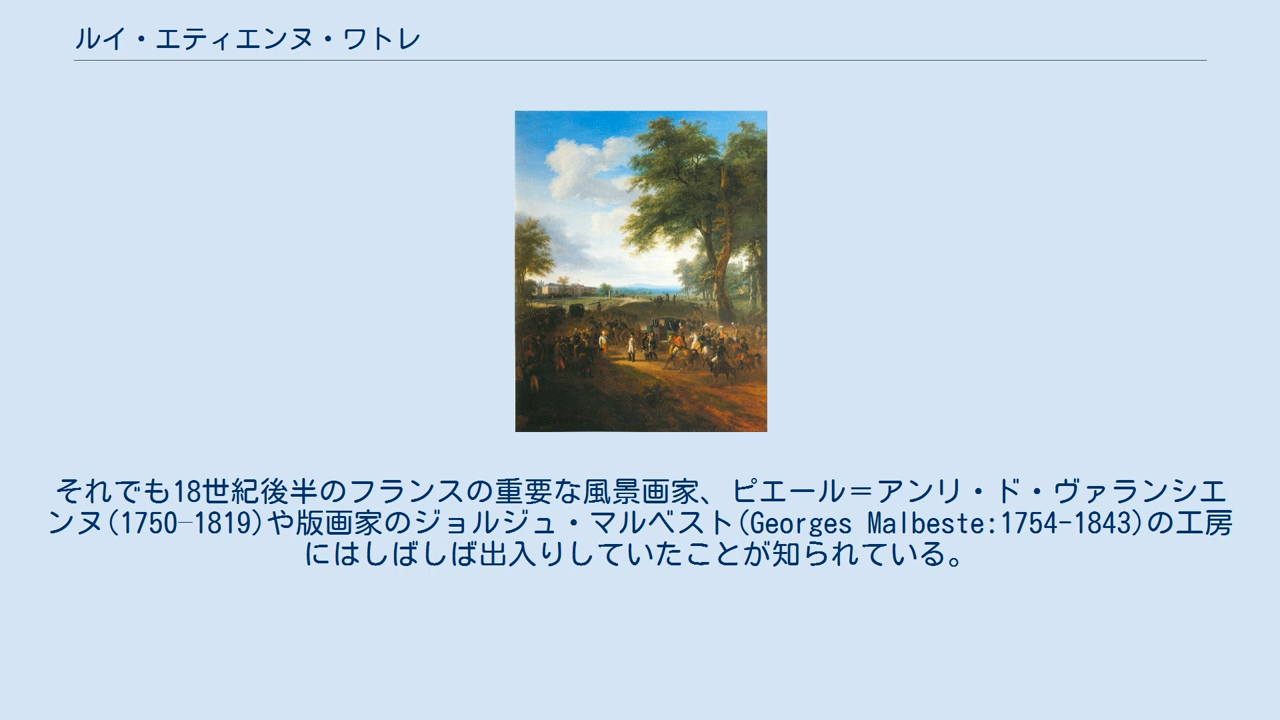 ルイ・エティエンヌ・ワトレ
それでも18世紀後半のフランスの重要な風景画家、ピエール＝アンリ・ド・ヴァランシエ
ンヌ(1750–1819)や版画家のジョルジュ・マルベスト(Georges Malbeste:1754-1843)の工房
にはしばしば出入りしていたことが知られている。